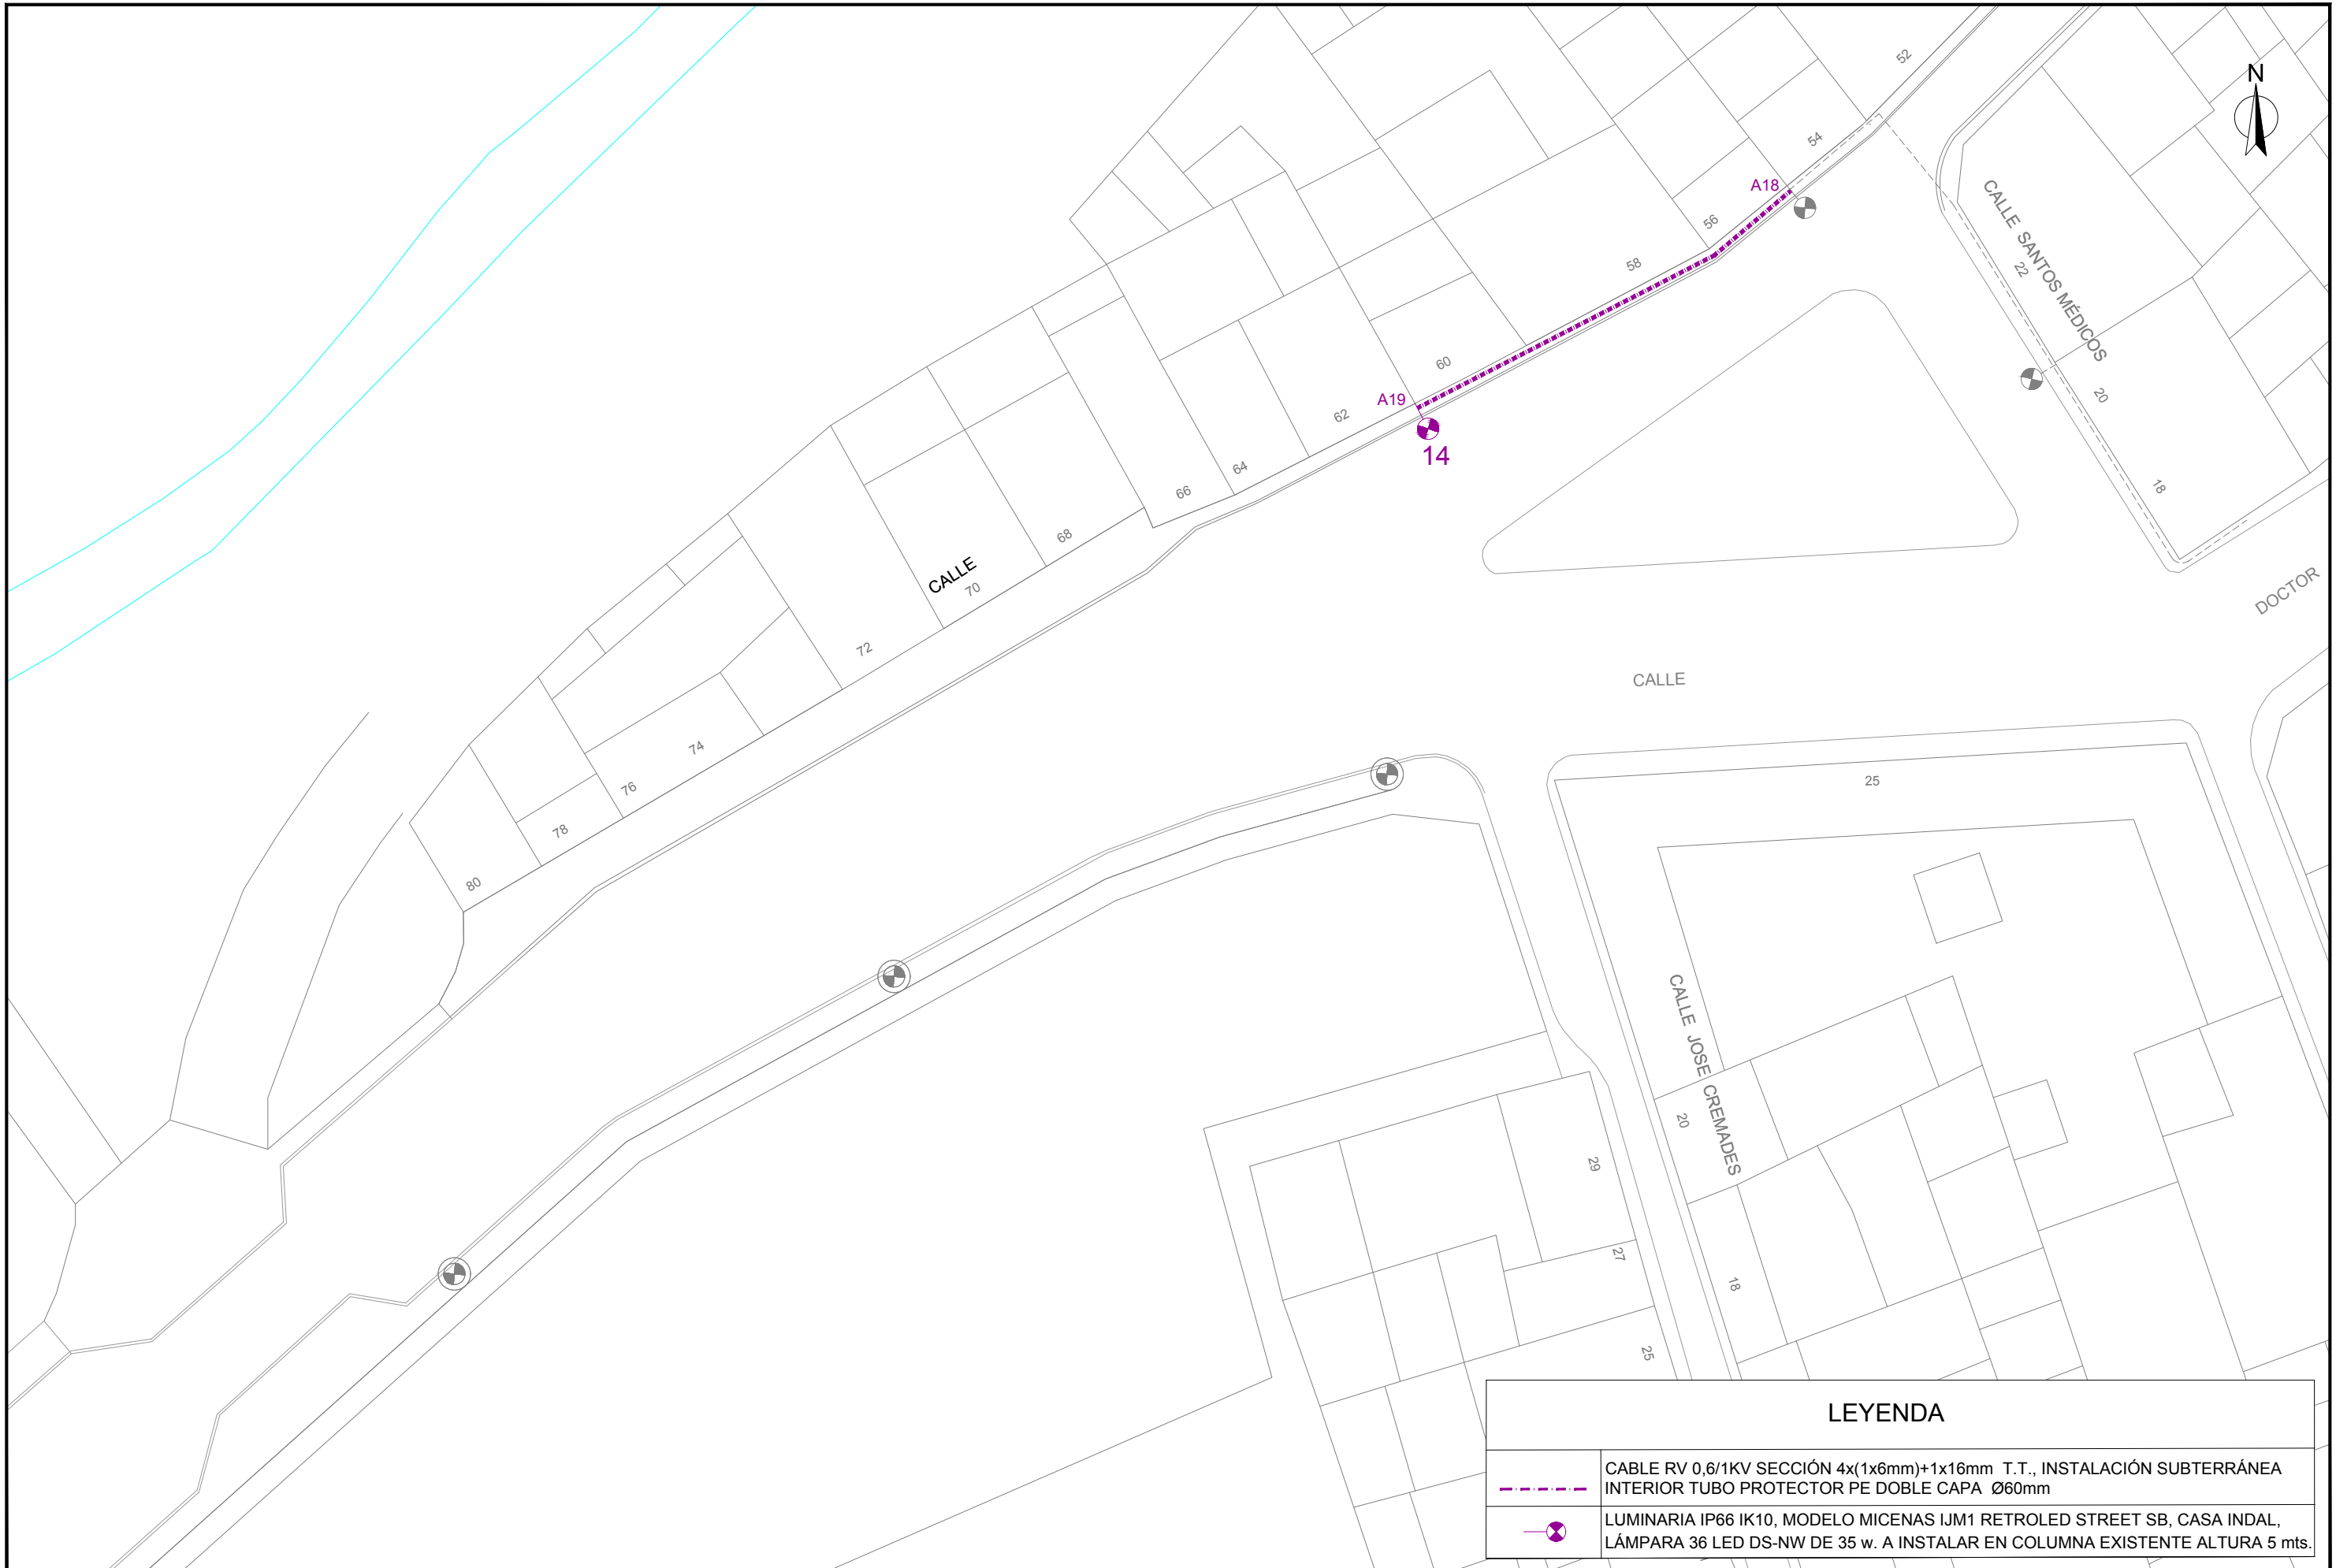 52
N
54
A18
CALLE SANTOS MÉDICOS
56
22
58
60
A19
20
62
14
64
18
66
68
CALLE
70
DOCTOR
72
CALLE
74
25
76
78
80
CALLE JOSE CREMADES
20
29
27
18
25
LEYENDA
CABLE RV 0,6/1KV SECCIÓN 4x(1x6mm)+1x16mm T.T., INSTALACIÓN SUBTERRÁNEA
INTERIOR TUBO PROTECTOR PE DOBLE CAPA Ø60mm
LUMINARIA IP66 IK10, MODELO MICENAS IJM1 RETROLED STREET SB, CASA INDAL,
LÁMPARA 36 LED DS-NW DE 35 w. A INSTALAR EN COLUMNA EXISTENTE ALTURA 5 mts.